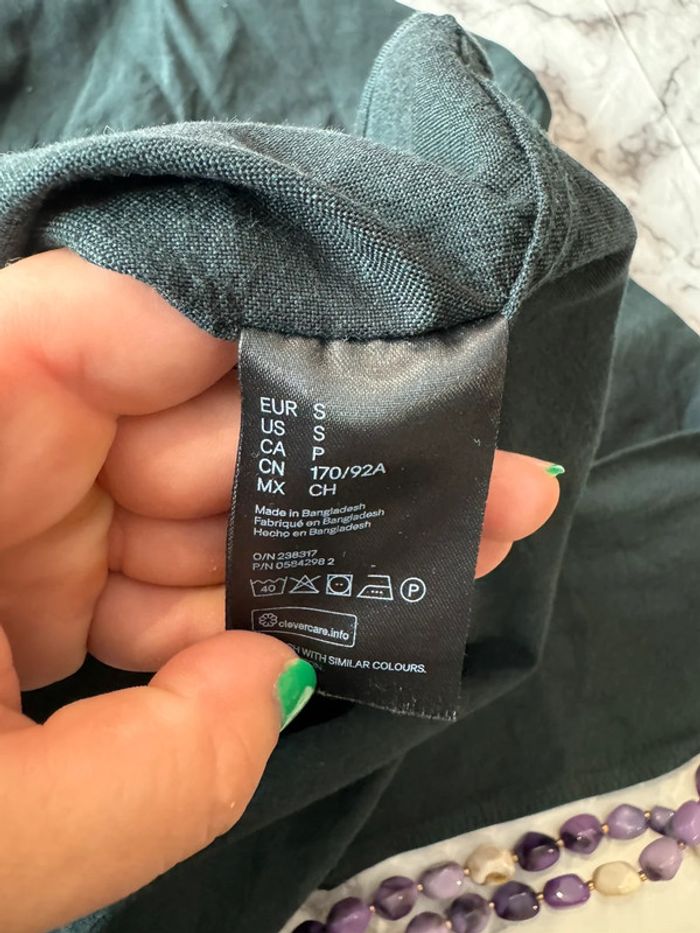 EUR S
US S
CA P
CN 170/92A
MX CH
Made in Bangladesh
Fabriqué en Bangladesh
Hecho en Bangladesh
O/N 238317
P/N 0584298 2
40 P
clevercare.info
WITH SIMILAR COLOURS.